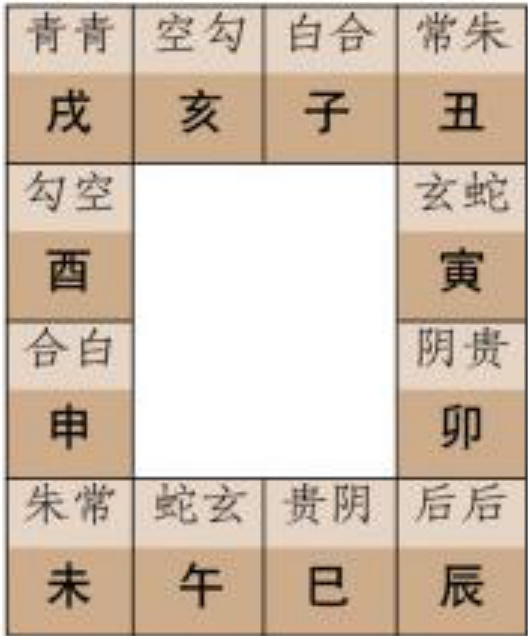 青青 空勾 白合 常朱
戌 亥 子 丑
勾空 玄蛇
酉 寅
合白 阴贵
申 卯
朱常 蛇玄 贵阴 后后
未 午 巳 辰